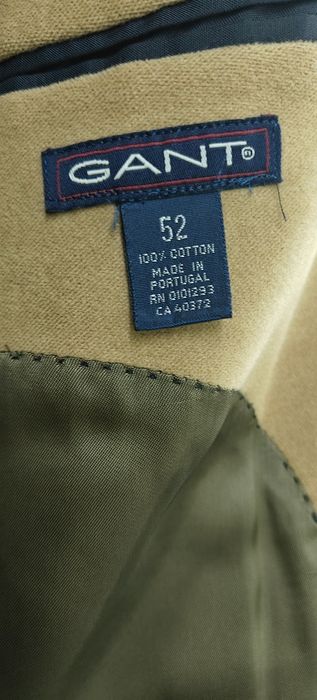 GANT®
52
100% COTTON
MADE IN
PORTUGAL
RN 0101293
CA 40372